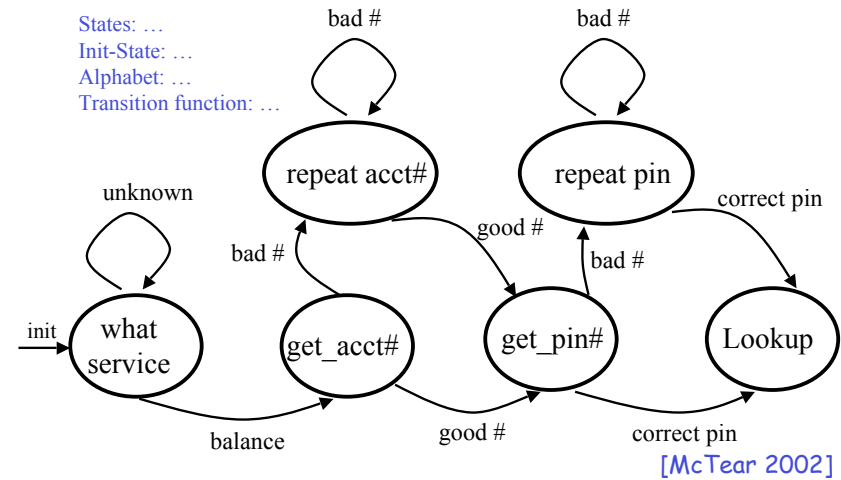 States: …
Init-State: …
Alphabet: …
Transition function: …
bad #
bad #
repeat acct#
repeat pin
unknown
correct pin
good #
bad #
bad #
init
what
service
get_acct#
get_pin#
Lookup
balance
good #
correct pin
[McTear 2002]